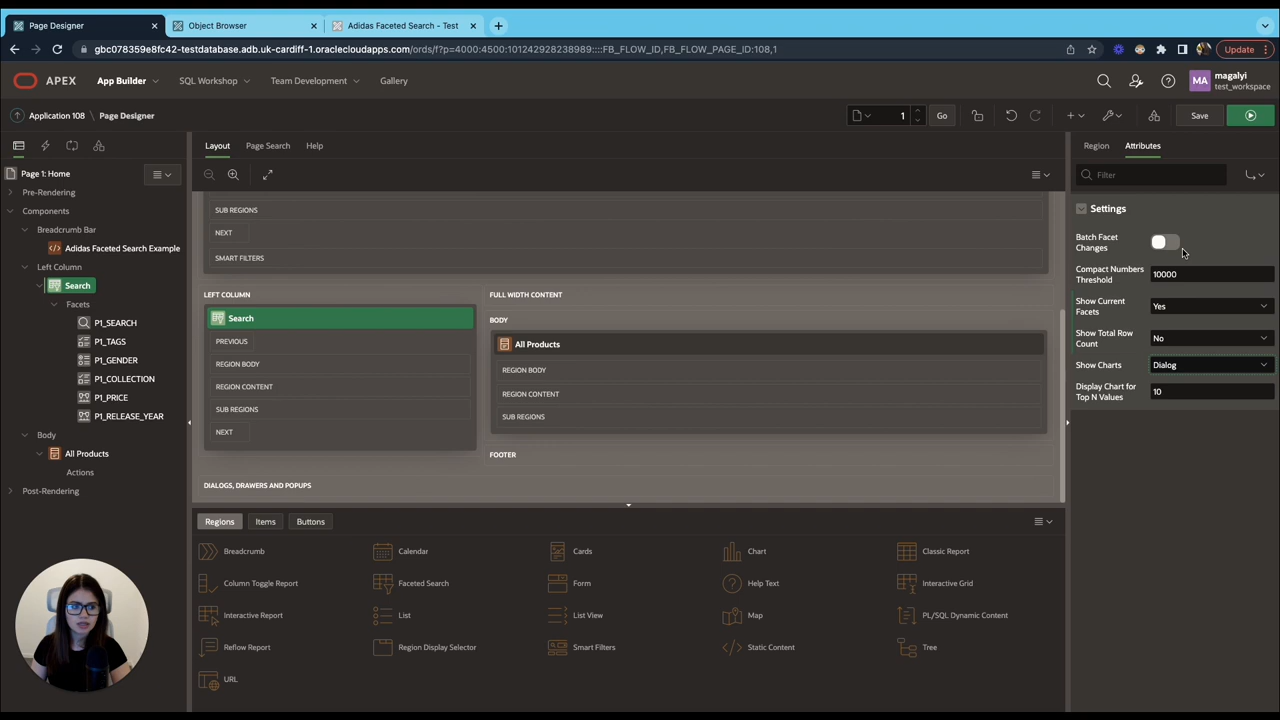 Page Designer
Object Browser
Adidas Faceted Search - Test
gbc078359e8fc42-testdatabase.adb.uk-cardiff-1.oraclecloudapps.com/ords/f?p=4000:4500:101242928238989::::FB_FLOW_ID,FB_FLOW_PAGE_ID:108,1
Update
APEX
App Builder
SQL Workshop
Team Development
Gallery
MA
magalyi
test_workspace
Application 108 \ Page Designer
1
Go
Save
Layout
Page Search
Help
Region
Attributes
Page 1: Home
Filter
Pre-Rendering
Components
Breadcrumb Bar
Adidas Faceted Search Example
Left Column
Search
Facets
P1_SEARCH
P1_TAGS
P1_GENDER
P1_COLLECTION
P1_PRICE
P1_RELEASE_YEAR
Body
All Products
Actions
Post-Rendering
SUB REGIONS
NEXT
SMART FILTERS
LEFT COLUMN
Search
PREVIOUS
REGION BODY
REGION CONTENT
SUB REGIONS
NEXT
FULL WIDTH CONTENT
BODY
All Products
REGION BODY
REGION CONTENT
SUB REGIONS
FOOTER
DIALOGS, DRAWERS AND POPUPS
Settings
Batch Facet
Changes
Compact Numbers
Threshold
10000
Show Current
Facets
Yes
Show Total Row
Count
No
Show Charts
Dialog
Display Chart for
Top N Values
10
Regions
Items
Buttons
Breadcrumb
Calendar
Cards
Chart
Classic Report
Column Toggle Report
Faceted Search
Form
Help Text
Interactive Grid
Interactive Report
List
List View
Map
PL/SQL Dynamic Content
Reflow Report
Region Display Selector
Smart Filters
Static Content
Tree
URL